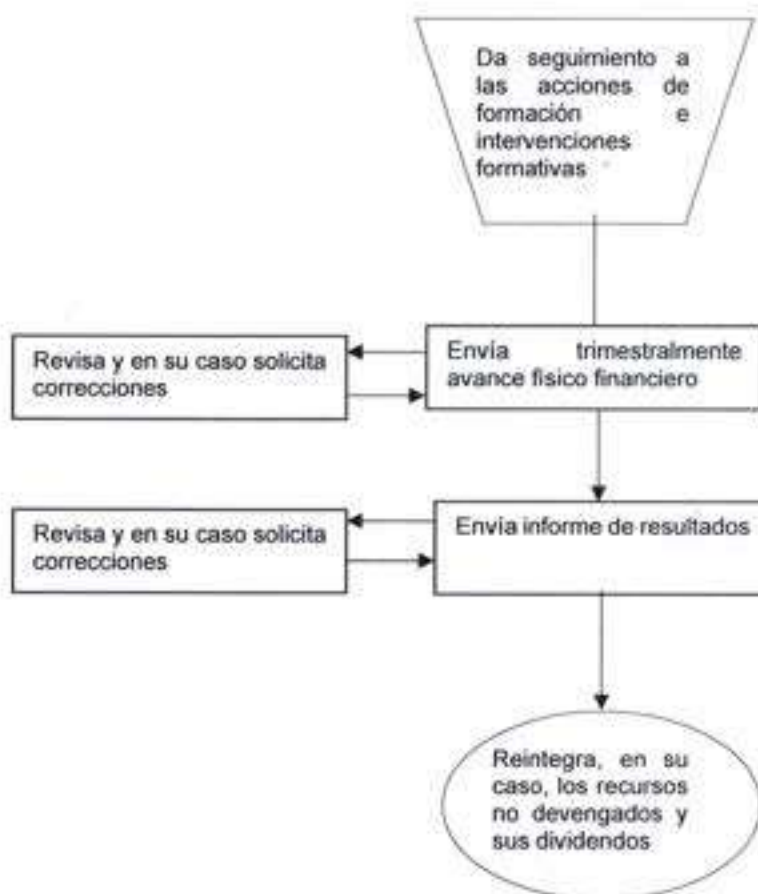 Da seguimiento a
las acciones de
formación e
intervenciones
formativas
Revisa y en su caso solicita
correcciones
Envía trimestralmente
avance físico financiero
Revisa y en su caso solicita
correcciones
Envía informe de resultados
Reintegra, en su
caso, los recursos
no devengados y
sus dividendos